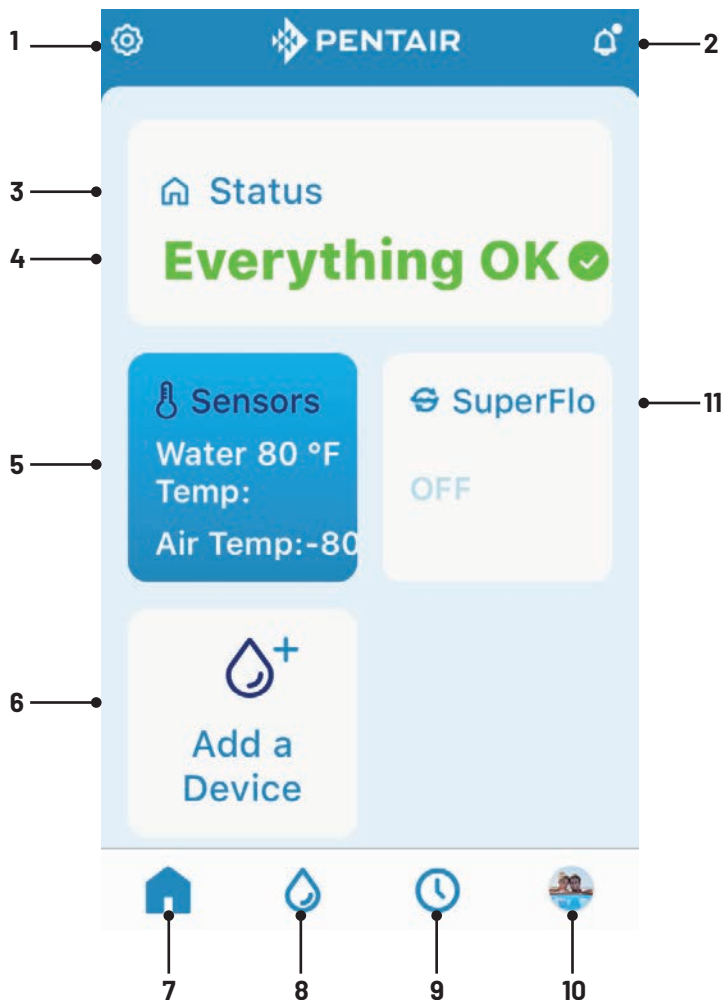 1
PENTAIR
2
3
Status
4
Everything OK
5
Sensors
Water 80 °F
Temp:
Air Temp:-80
SuperFlo
OFF
11
6
Add a
Device
7
8
9
10